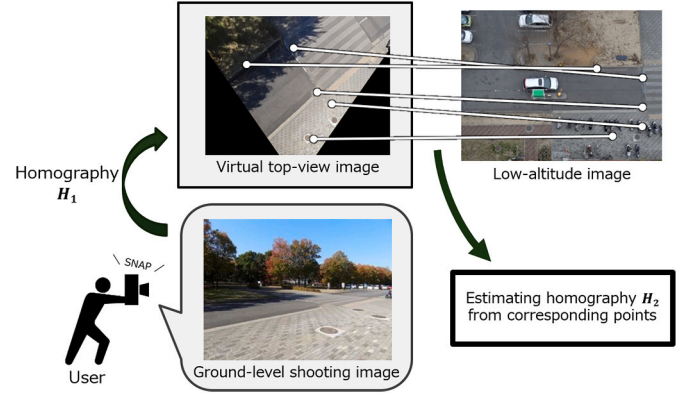 Virtual top-view image
Low-altitude image
Homography
H₁
SNAP
Estimating homography H₂
from corresponding points
Ground-level shooting image
User